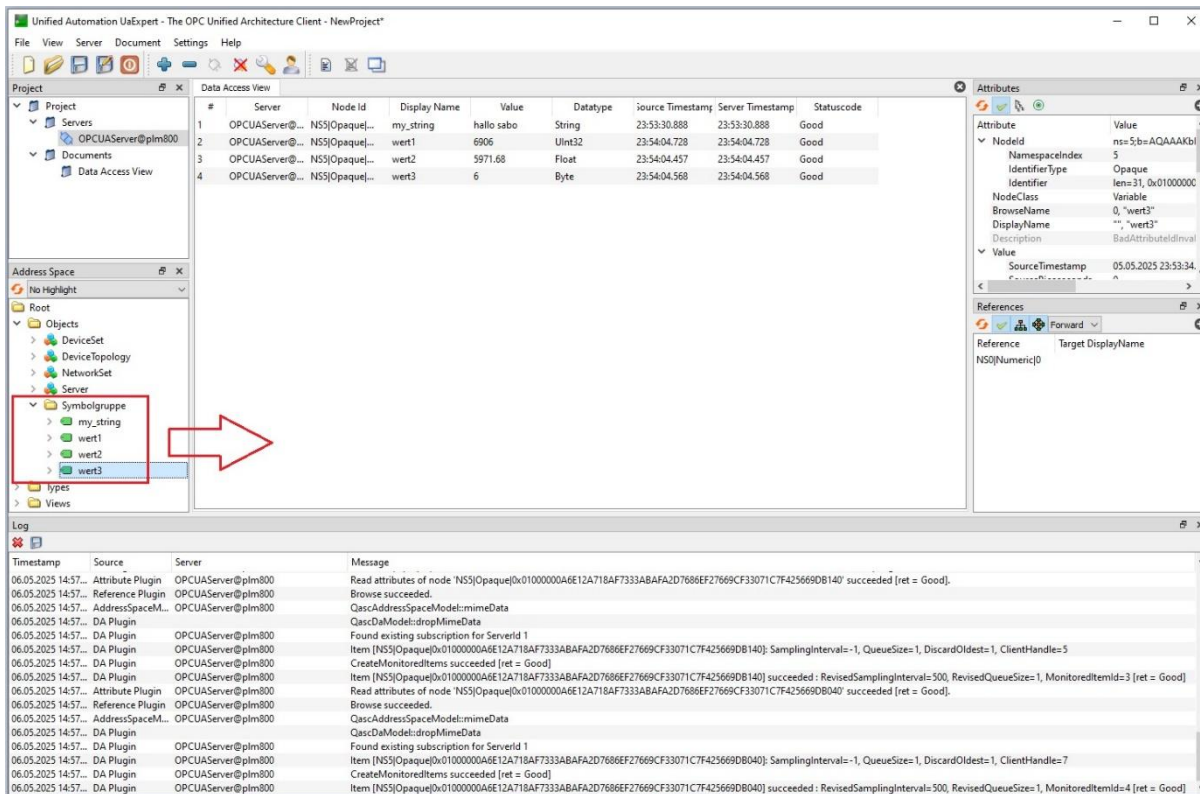 Unified Automation UaExpert - The OPC Unified Architecture Client - NewProject*
File View Server Document Settings Help
Project
Project
Servers
OPCUAServer@plm800
Documents
Data Access View
Data Access View
# Server Node Id Display Name Value Datatype Source Timestamp Server Timestamp Statuscode
1 OPCUAServer@... NS5|Opaque|... my_string hallo sabo String 23:53:30.888 23:53:30.888 Good
2 OPCUAServer@... NS5|Opaque|... wert1 6906 UInt32 23:54:04.728 23:54:04.728 Good
3 OPCUAServer@... NS5|Opaque|... wert2 5971.68 Float 23:54:04.457 23:54:04.457 Good
4 OPCUAServer@... NS5|Opaque|... wert3 6 Byte 23:54:04.568 23:54:04.568 Good
Attributes
Attribute Value
NodeId ns=5;b=AQAAAKbl
NamespaceIndex 5
IdentifierType Opaque
Identifier len=31, 0x01000000
NodeClass Variable
BrowseName 0, "wert3"
DisplayName "", "wert3"
Description BadAttributeIdInval
Value
SourceTimestamp 05.05.2025 23:53:34.
Address Space
No Highlight
Root
Objects
DeviceSet
DeviceTopology
NetworkSet
Server
Symbolgruppe
my_string
wert1
wert2
wert3
Types
Views
References
Forward
Reference Target DisplayName
NS0|Numeric|0
Log
Timestamp Source Server Message
06.05.2025 14:57... Attribute Plugin OPCUAServer@plm800 Read attributes of node 'NS5|Opaque|0x01000000A6E12A718AF7333ABAFA2D7686EF27669CF33071C7F425669DB140' succeeded [ret = Good].
06.05.2025 14:57... Reference Plugin OPCUAServer@plm800 Browse succeeded.
06.05.2025 14:57... AddressSpaceM... OPCUAServer@plm800 QascAddressSpaceModel::mimeData
06.05.2025 14:57... DA Plugin QascDaModel::dropMimeData
06.05.2025 14:57... DA Plugin OPCUAServer@plm800 Found existing subscription for ServerId 1
06.05.2025 14:57... DA Plugin OPCUAServer@plm800 Item [NS5|Opaque|0x01000000A6E12A718AF7333ABAFA2D7686EF27669CF33071C7F425669DB140]: SamplingInterval=-1, QueueSize=1, DiscardOldest=1, ClientHandle=5
06.05.2025 14:57... DA Plugin OPCUAServer@plm800 CreateMonitoredItems succeeded [ret = Good]
06.05.2025 14:57... DA Plugin OPCUAServer@plm800 Item [NS5|Opaque|0x01000000A6E12A718AF7333ABAFA2D7686EF27669CF33071C7F425669DB140] succeeded : RevisedSamplingInterval=500, RevisedQueueSize=1, MonitoredItemId=3 [ret = Good]
06.05.2025 14:57... Attribute Plugin OPCUAServer@plm800 Read attributes of node 'NS5|Opaque|0x01000000A6E12A718AF7333ABAFA2D7686EF27669CF33071C7F425669DB040' succeeded [ret = Good].
06.05.2025 14:57... Reference Plugin OPCUAServer@plm800 Browse succeeded.
06.05.2025 14:57... AddressSpaceM... OPCUAServer@plm800 QascAddressSpaceModel::mimeData
06.05.2025 14:57... DA Plugin QascDaModel::dropMimeData
06.05.2025 14:57... DA Plugin OPCUAServer@plm800 Found existing subscription for ServerId 1
06.05.2025 14:57... DA Plugin OPCUAServer@plm800 Item [NS5|Opaque|0x01000000A6E12A718AF7333ABAFA2D7686EF27669CF33071C7F425669DB040]: SamplingInterval=-1, QueueSize=1, DiscardOldest=1, ClientHandle=7
06.05.2025 14:57... DA Plugin OPCUAServer@plm800 CreateMonitoredItems succeeded [ret = Good]
06.05.2025 14:57... DA Plugin OPCUAServer@plm800 Item [NS5|Opaque|0x01000000A6E12A718AF7333ABAFA2D7686EF27669CF33071C7F425669DB040] succeeded : RevisedSamplingInterval=500, RevisedQueueSize=1, MonitoredItemId=4 [ret = Good]